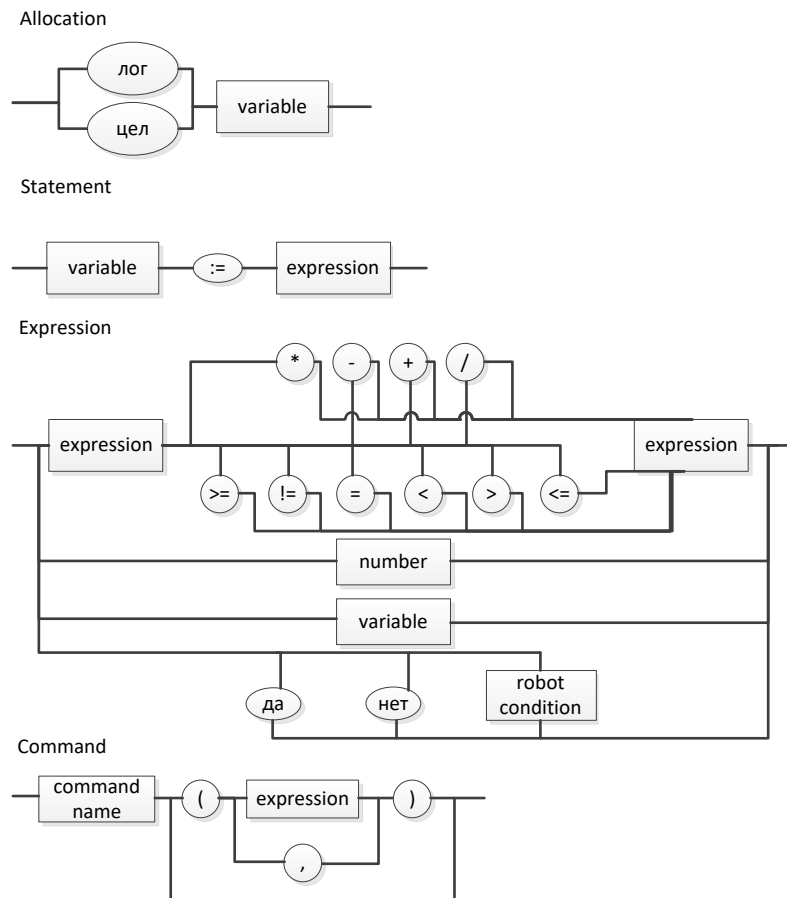 Allocation
лог
цел
variable
Statement
variable
:=
expression
Expression
*
-
+
/
expression
expression
>=
!=
=
<
>
<=
number
variable
да
нет
robot
condition
Command
command
name
(
expression
)
,